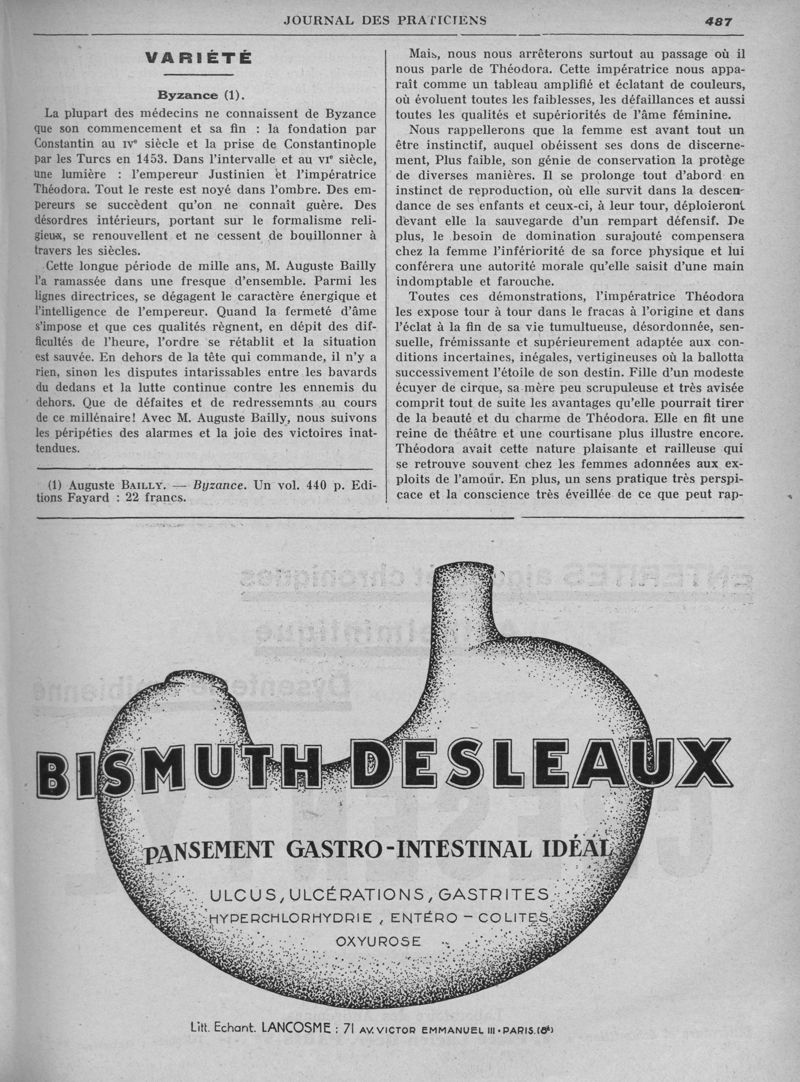 JOURNAL DES PRATICIENS
487
VARIÉTÉ
Byzance (1).
La plupart des médecins ne connaissent de Byzance
que son commencement et sa fin : la fondation par
Constantin au IVe siècle et la prise de Constantinople
par les Turcs en 1453. Dans l'intervalle et au VIe siècle,
une lumière : l'empereur Justinien et l'impératrice
Théodora. Tout le reste est noyé dans l'ombre. Des em-
pereurs se succèdent qu'on ne connaît guère. Des
désordres intérieurs, portant sur le formalisme reli-
gieux, se renouvellent et ne cessent de bouillonner à
travers les siècles.
Cette longue période de mille ans, M. Auguste Bailly
l'a ramassée dans une fresque d'ensemble. Parmi les
lignes directrices, se dégagent le caractère énergique et
l'intelligence de l'empereur. Quand la fermeté d'âme
s'impose et que ces qualités règnent, en dépit des dif-
ficultés de l'heure, l'ordre se rétablit et la situation
est sauvée. En dehors de la tête qui commande, il n'y a
rien, sinon les disputes intarissables entre les bavards
du dedans et la lutte continue contre les ennemis du
dehors. Que de défaites et de redressemnts au cours
de ce millénaire! Avec M. Auguste Bailly, nous suivons
les péripéties des alarmes et la joie des victoires inat-
tendues.
(1) Auguste BAILLY. — Byzance. Un vol. 440 p. Edi-
tions Fayard : 22 francs.
Mais, nous nous arrêterons surtout au passage où il
nous parle de Théodora. Cette impératrice nous appa-
raît comme un tableau amplifié et éclatant de couleurs,
où évoluent toutes les faiblesses, les défaillances et aussi
toutes les qualités et supériorités de l'âme féminine.
Nous rappellerons que la femme est avant tout un
être instinctif, auquel obéissent ses dons de discerne-
ment, Plus faible, son génie de conservation la protège
de diverses manières. Il se prolonge tout d'abord en
instinct de reproduction, où elle survit dans la descen-
dance de ses enfants et ceux-ci, à leur tour, déploieront
devant elle la sauvegarde d'un rempart défensif. De
plus, le besoin de domination surajouté compensera
chez la femme l'infériorité de sa force physique et lui
conférera une autorité morale qu'elle saisit d'une main
indomptable et farouche.
Toutes ces démonstrations, l'impératrice Théodora
les expose tour à tour dans le fracas à l'origine et dans
l'éclat à la fin de sa vie tumultueuse, désordonnée, sen-
suelle, frémissante et supérieurement adaptée aux con-
ditions incertaines, inégales, vertigineuses où la ballotta
successivement l'étoile de son destin. Fille d'un modeste
écuyer de cirque, sa mère peu scrupuleuse et très avisée
comprit tout de suite les avantages qu'elle pourrait tirer
de la beauté et du charme de Théodora. Elle en fit une
reine de théâtre et une courtisane plus illustre encore.
Théodora avait cette nature plaisante et railleuse qui
se retrouve souvent chez les femmes adonnées aux ex-
ploits de l'amour. En plus, un sens pratique très perspi-
cace et la conscience très éveillée de ce que peut rap-
BISMUTH DESLEAUX
PANSEMENT GASTRO-INTESTINAL IDÉAL
ULCUS, ULCÉRATIONS, GASTRITES
HYPERCHLORHYDRIE, ENTÉRO-COLITES
OXYUROSE
Litt. Echant. LANCOSME : 71 AV. VICTOR EMMANUEL III - PARIS. (8e)